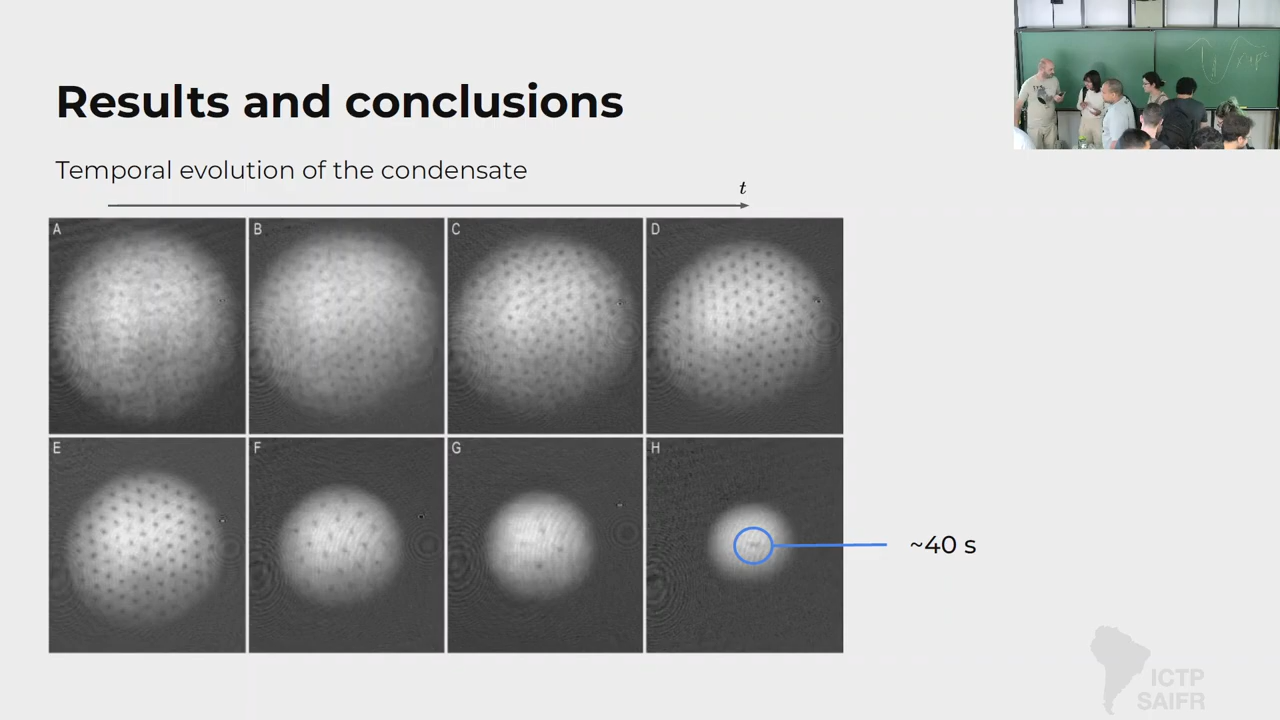 Results and conclusions
Temporal evolution of the condensate
t
A
B
C
D
E
F
G
H
~40 s
ICTP
SAIFR